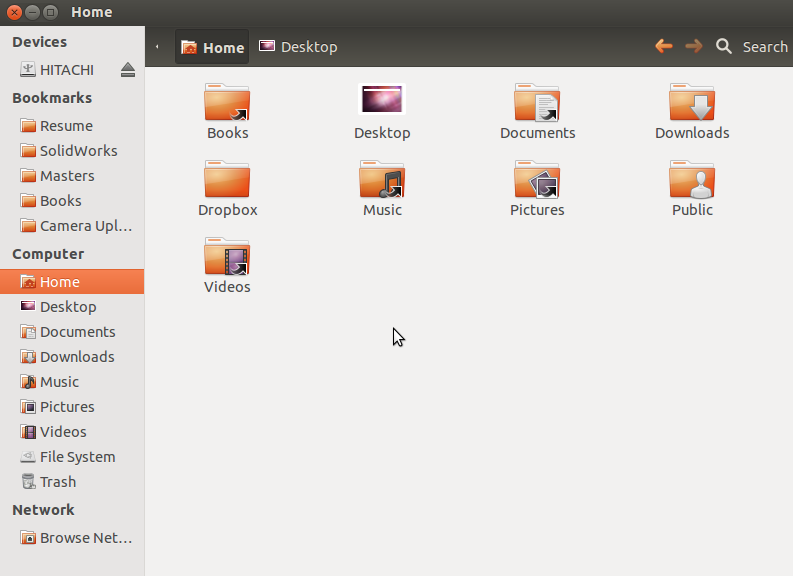 Home
Devices
HITACHI
Bookmarks
Resume
SolidWorks
Masters
Books
Camera Upl...
Computer
Home
Desktop
Documents
Downloads
Music
Pictures
Videos
File System
Trash
Network
Browse Net...
Home Desktop Search
Books Desktop Documents Downloads
Dropbox Music Pictures Public
Videos